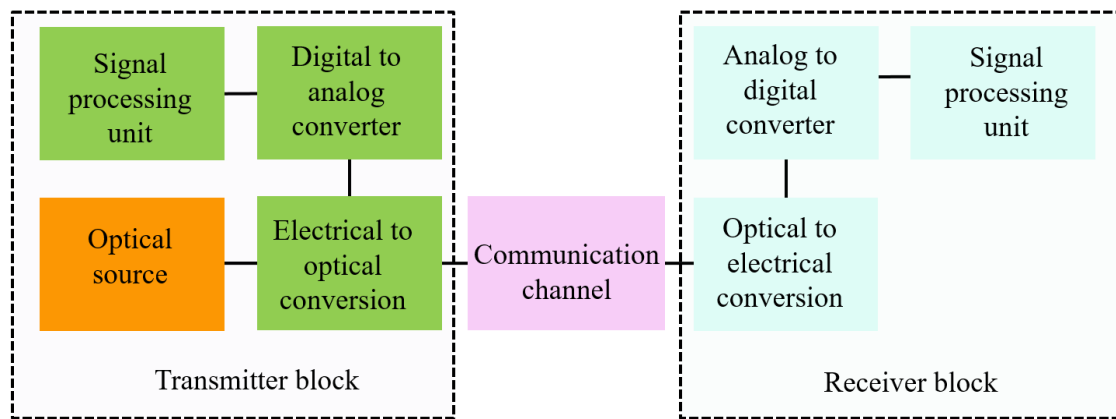 Signal
processing
unit
Digital to
analog
converter
Optical
source
Electrical to
optical
conversion
Transmitter block
Communication
channel
Analog to
digital
converter
Signal
processing
unit
Optical to
electrical
conversion
Receiver block